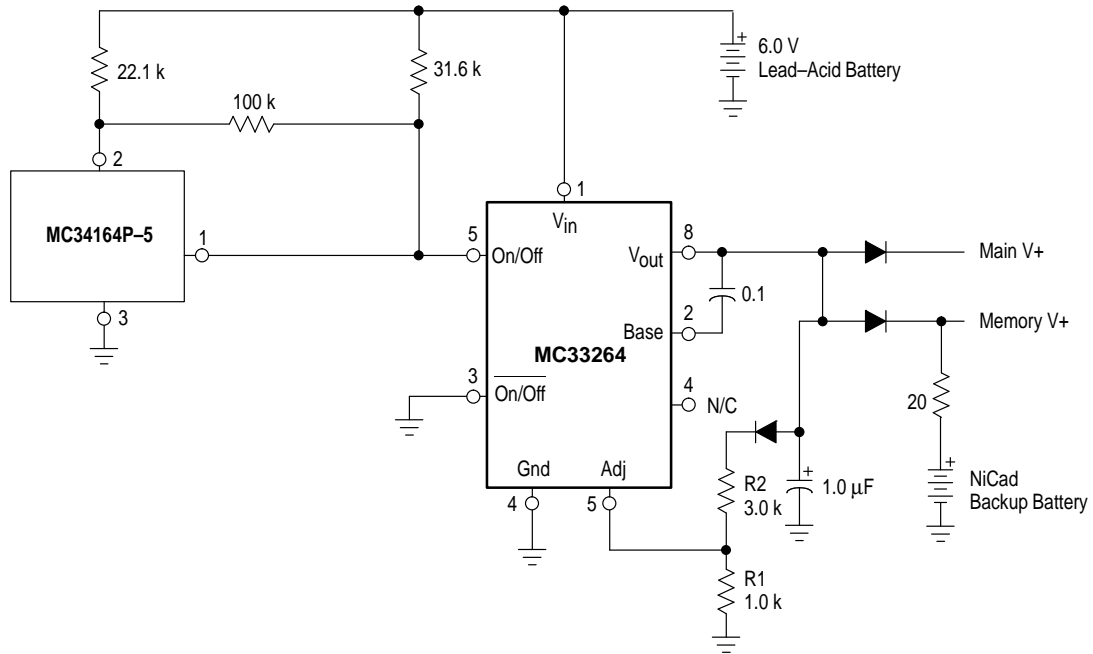 22.1 k
31.6 k
100 k
6.0 V
Lead–Acid Battery
2
MC34164P–5
1
3
1
Vin
5
On/Off
Vout
8
Main V+
0.1
Base
2
Memory V+
MC33264
3
On/Off
4
N/C
20
Gnd
Adj
4
5
R2
3.0 k
1.0 µF
NiCad
Backup Battery
R1
1.0 k